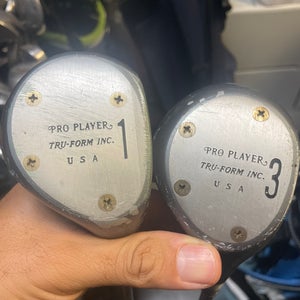 PRO PLAYER
TRU-FORM INC.
USA
1
PRO PLAYER
TRU-FORM INC.
USA
3